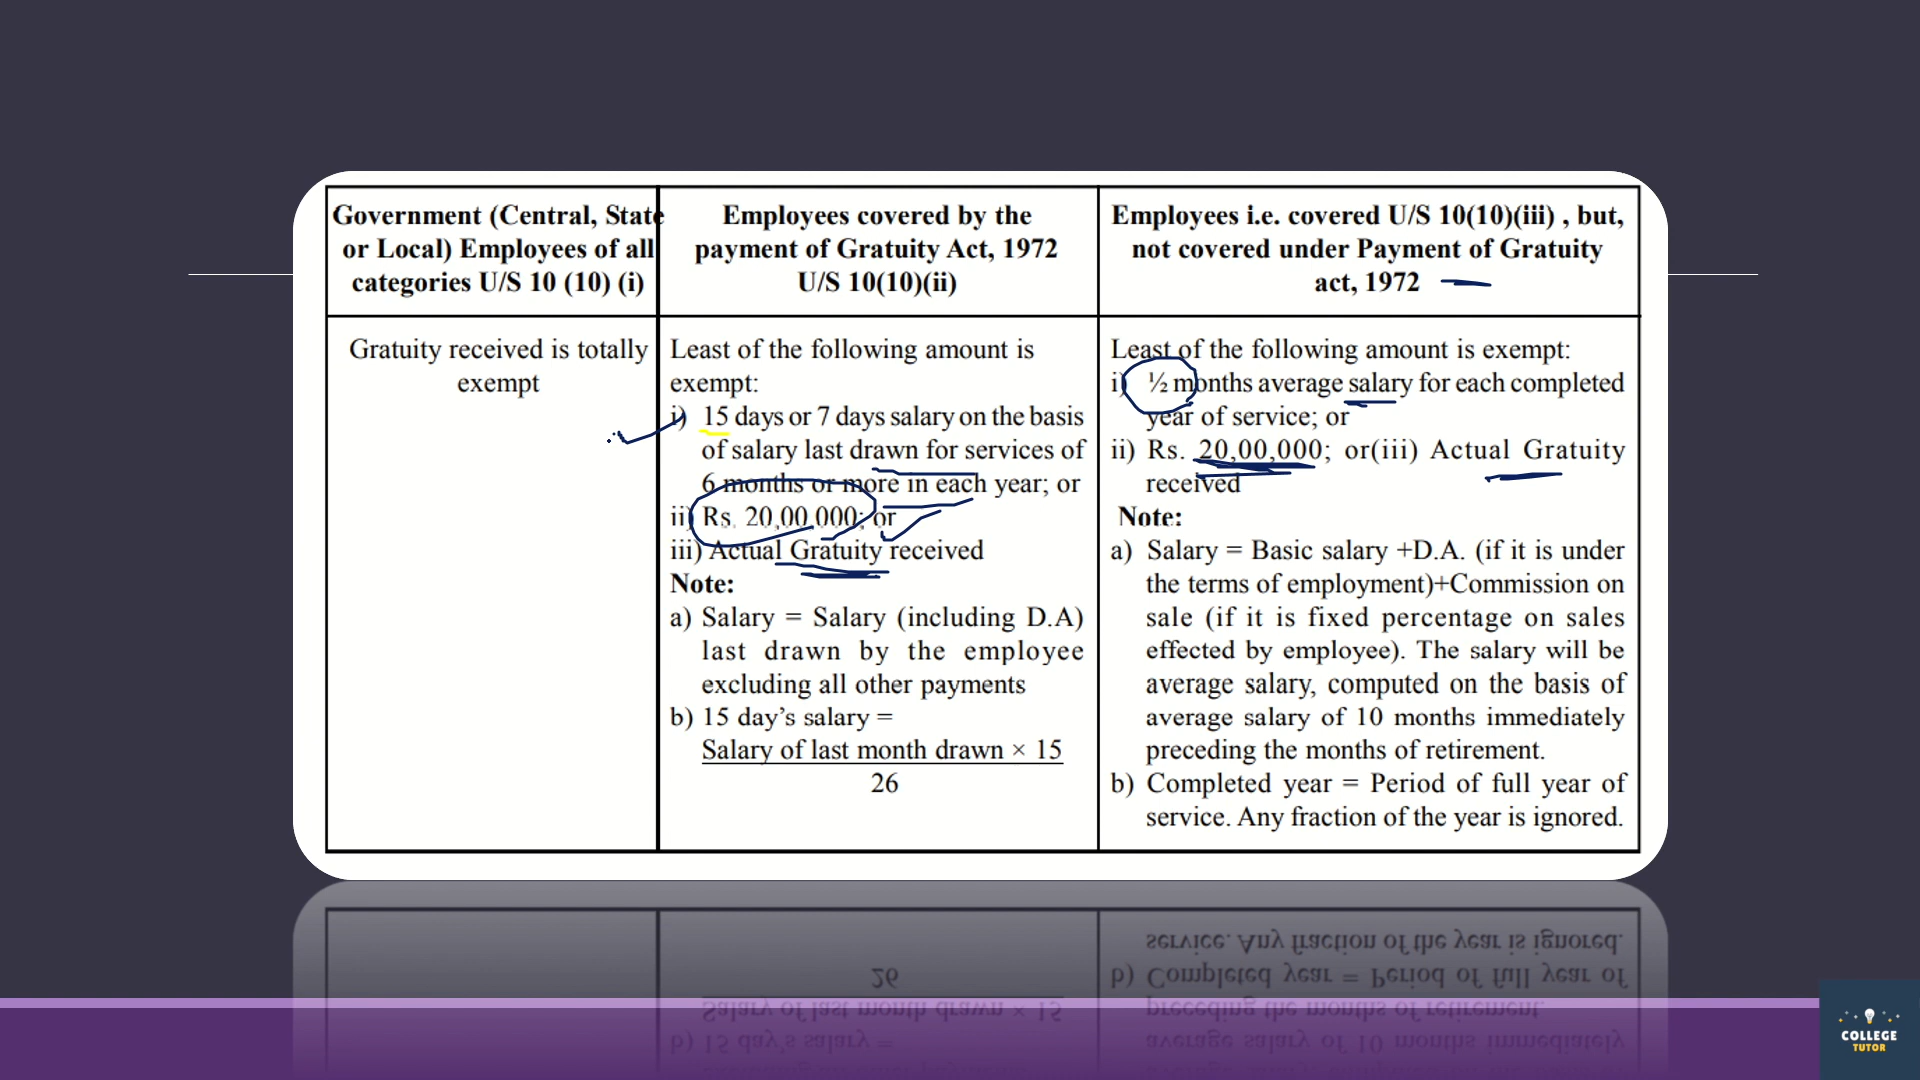 Government (Central, State
or Local) Employees of all
categories U/S 10 (10) (i)
Employees covered by the
payment of Gratuity Act, 1972
U/S 10(10)(ii)
Employees i.e. covered U/S 10(10)(iii) , but,
not covered under Payment of Gratuity
act, 1972
Gratuity received is totally
exempt
Least of the following amount is
exempt:
i) 15 days or 7 days salary on the basis
of salary last drawn for services of
6 months or more in each year; or
ii) Rs. 20,00,000; or
iii) Actual Gratuity received
Note:
a) Salary = Salary (including D.A)
last drawn by the employee
excluding all other payments
b) 15 day’s salary =
Salary of last month drawn × 15
26
Least of the following amount is exempt:
i) ½ months average salary for each completed
year of service; or
ii) Rs. 20,00,000; or(iii) Actual Gratuity
received
Note:
a) Salary = Basic salary +D.A. (if it is under
the terms of employment)+Commission on
sale (if it is fixed percentage on sales
effected by employee). The salary will be
average salary, computed on the basis of
average salary of 10 months immediately
preceding the months of retirement.
b) Completed year = Period of full year of
service. Any fraction of the year is ignored.
COLLEGE
TUTOR